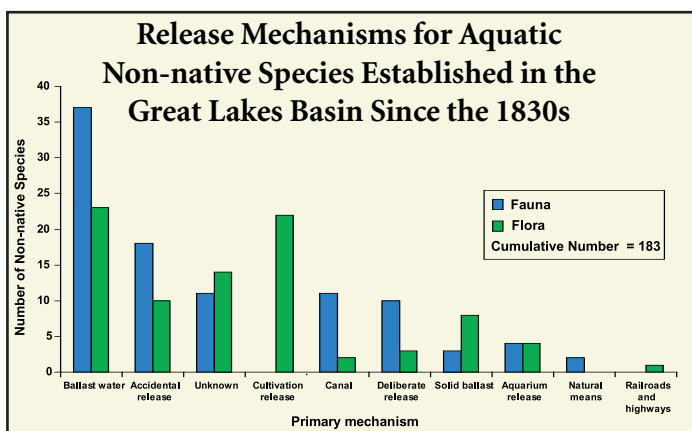 Release Mechanisms for Aquatic
Non-native Species Established in the
Great Lakes Basin Since the 1830s
Number of Non-native Species
40
35
30
25
20
15
10
5
0
Fauna
Flora
Cumulative Number = 183
Ballast water
Accidental
release
Unknown
Cultivation
release
Canal
Deliberate
release
Solid ballast
Aquarium
release
Natural
means
Railroads
and
highways
Primary mechanism